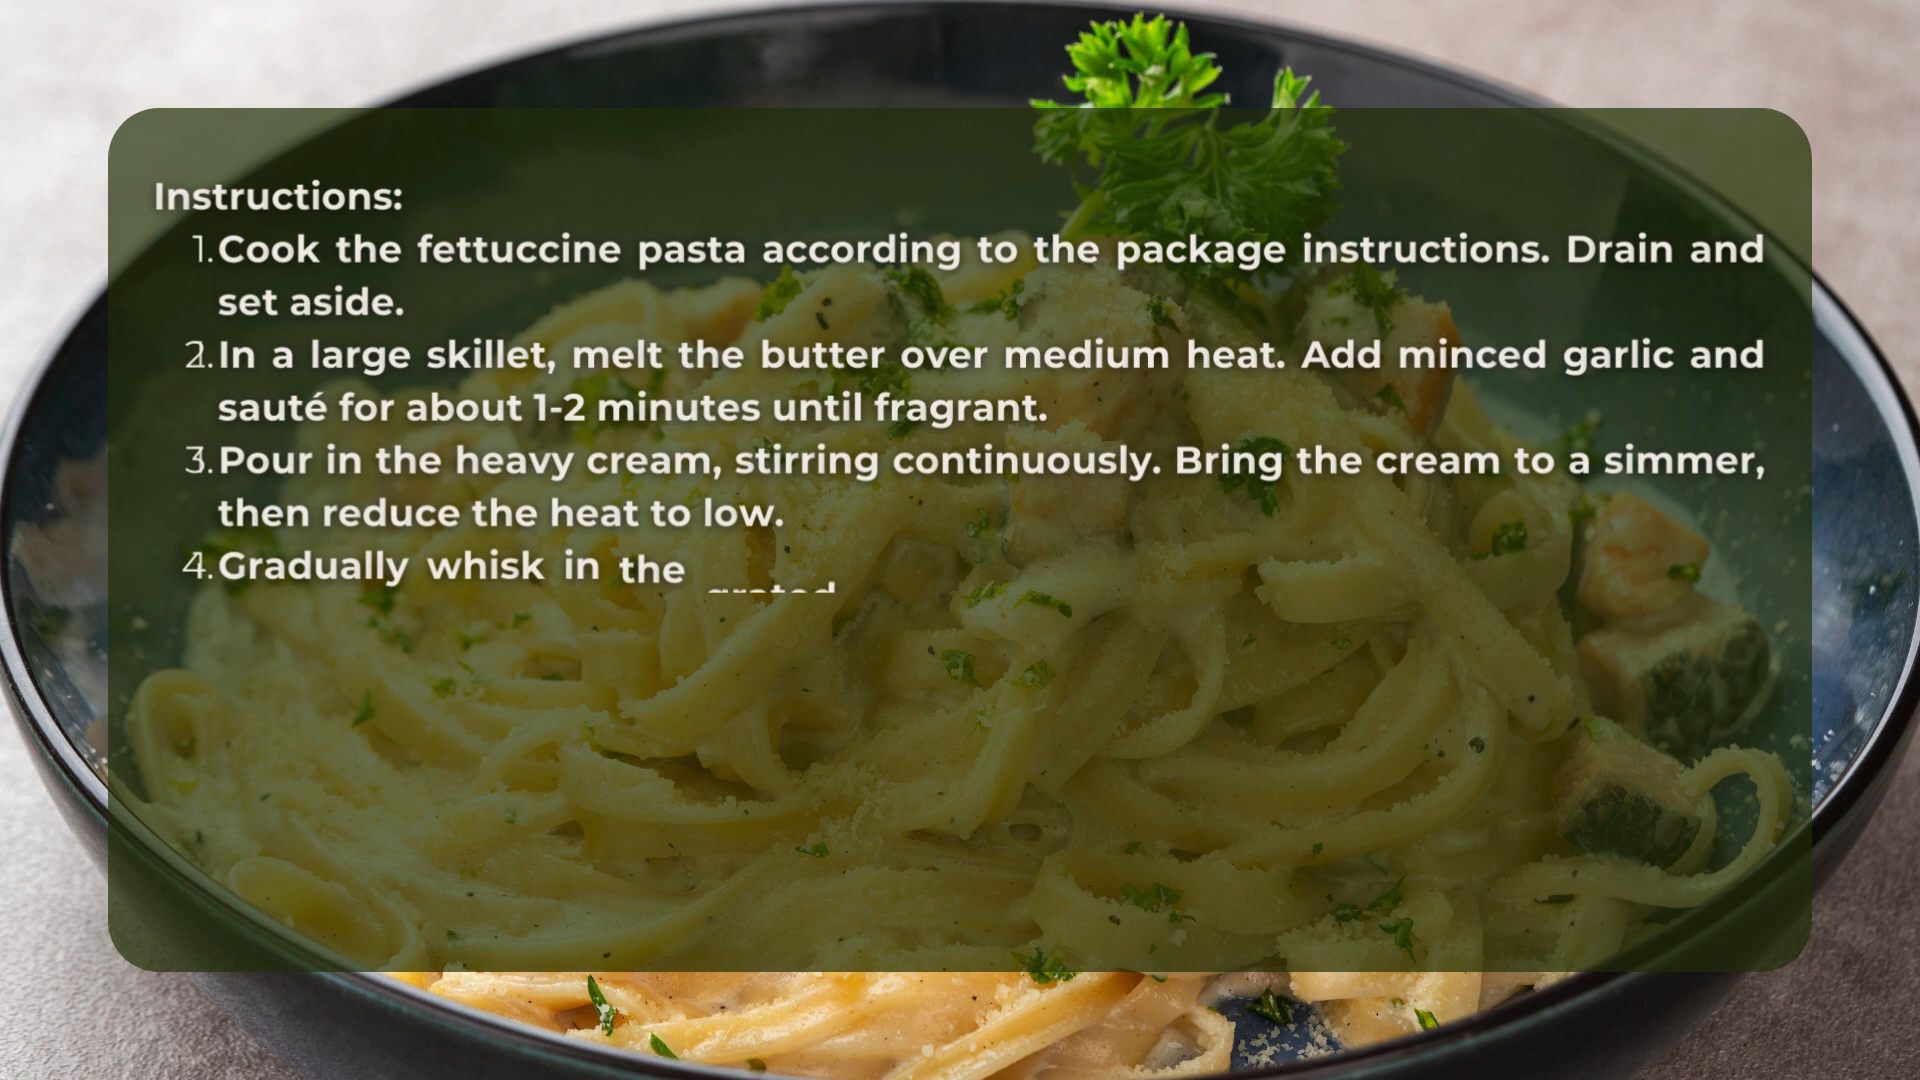 Instructions:
1. Cook the fettuccine pasta according to the package instructions. Drain and
set aside.
2. In a large skillet, melt the butter over medium heat. Add minced garlic and
sauté for about 1-2 minutes until fragrant.
3. Pour in the heavy cream, stirring continuously. Bring the cream to a simmer,
then reduce the heat to low.
4. Gradually whisk in the grated